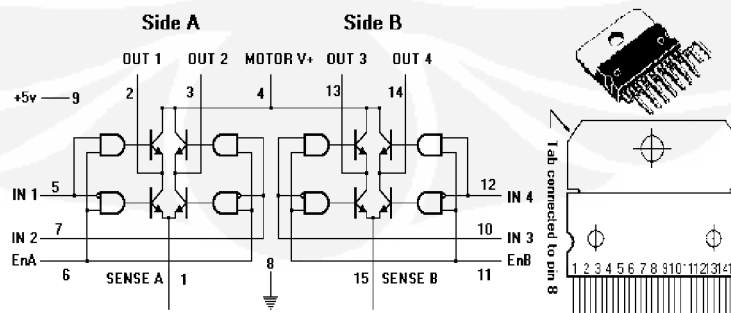 Side A Side B
OUT 1 OUT 2 MOTOR V+ OUT 3 OUT 4
+5v 9 2 3 4 13 14
IN 1 5 12 IN 4
IN 2 7 10 IN 3
EnA 6 8 11 EnB
SENSE A 1 15 SENSE B
Tab connected to pin 8
1 2 3 4 5 6 7 8 9 10 11 12 13 14